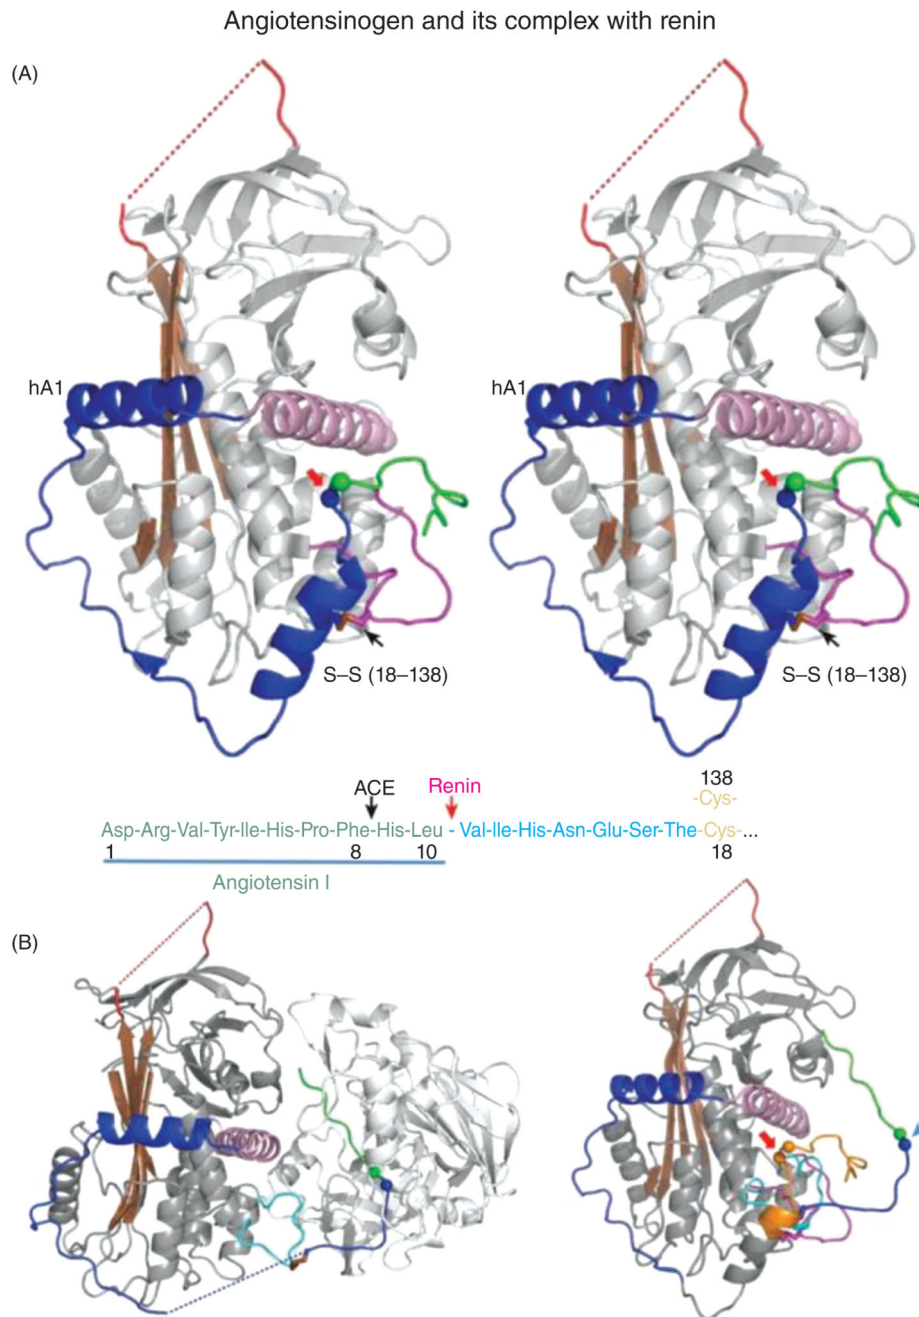 Angiotensinogen and its complex with renin
(A)
hA1
hA1
S–S (18–138)
S–S (18–138)
138
ACE Renin -Cys-
Asp-Arg-Val-Tyr-Ile-His-Pro-Phe-His-Leu - Val-Ile-His-Asn-Glu-Ser-The-Cys-...
1 8 10 18
Angiotensin I
(B)